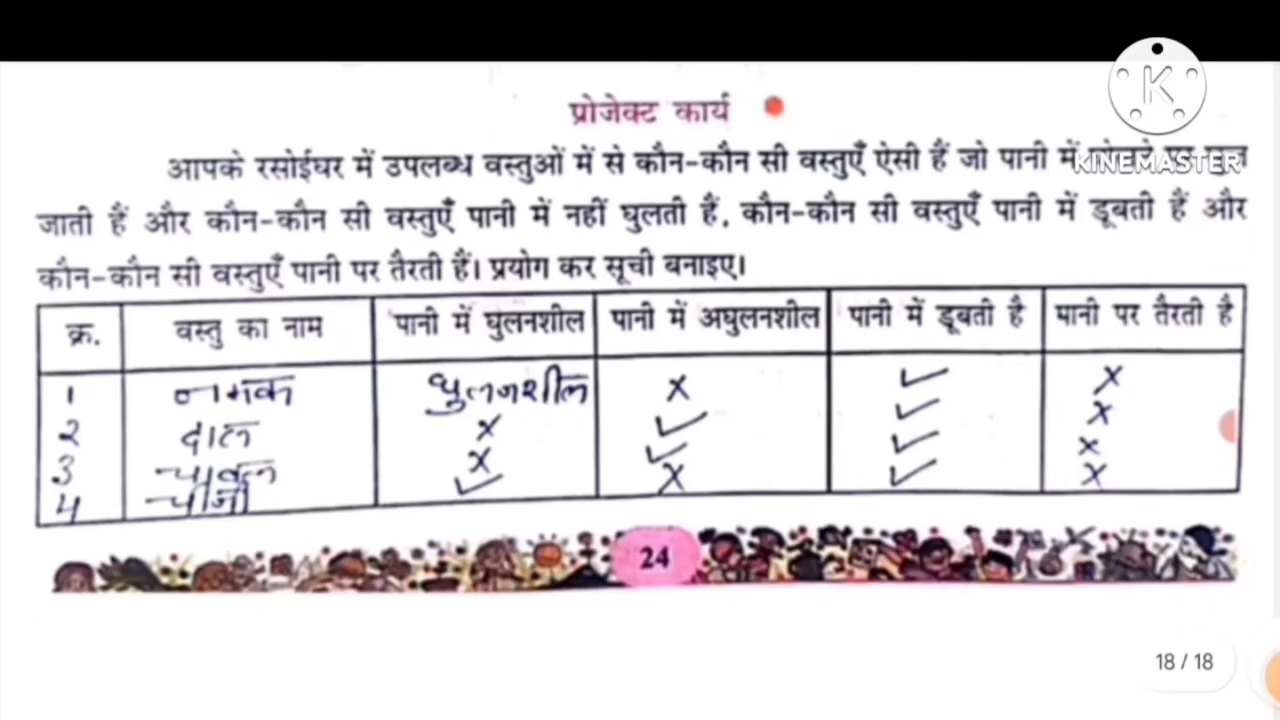 KINEMASTER
प्रोजेक्ट कार्य
आपके रसोईघर में उपलब्ध वस्तुओं में से कौन-कौन सी वस्तुएँ ऐसी हैं जो पानी में
जाती हैं और कौन-कौन सी वस्तुएँ पानी में नहीं घुलती हैं, कौन-कौन सी वस्तुएँ पानी में डूबती हैं और
कौन-कौन सी वस्तुएँ पानी पर तैरती हैं। प्रयोग कर सूची बनाइए।
क्र. वस्तु का नाम पानी में घुलनशील पानी में अघुलनशील पानी में डूबती है पानी पर तैरती है
1 नमक घुलनशील × ✓ ×
2 दाल × ✓ ✓ ×
3 चावल × ✓ ✓ ×
4 ✓ × ✓ ×
24
18 / 18